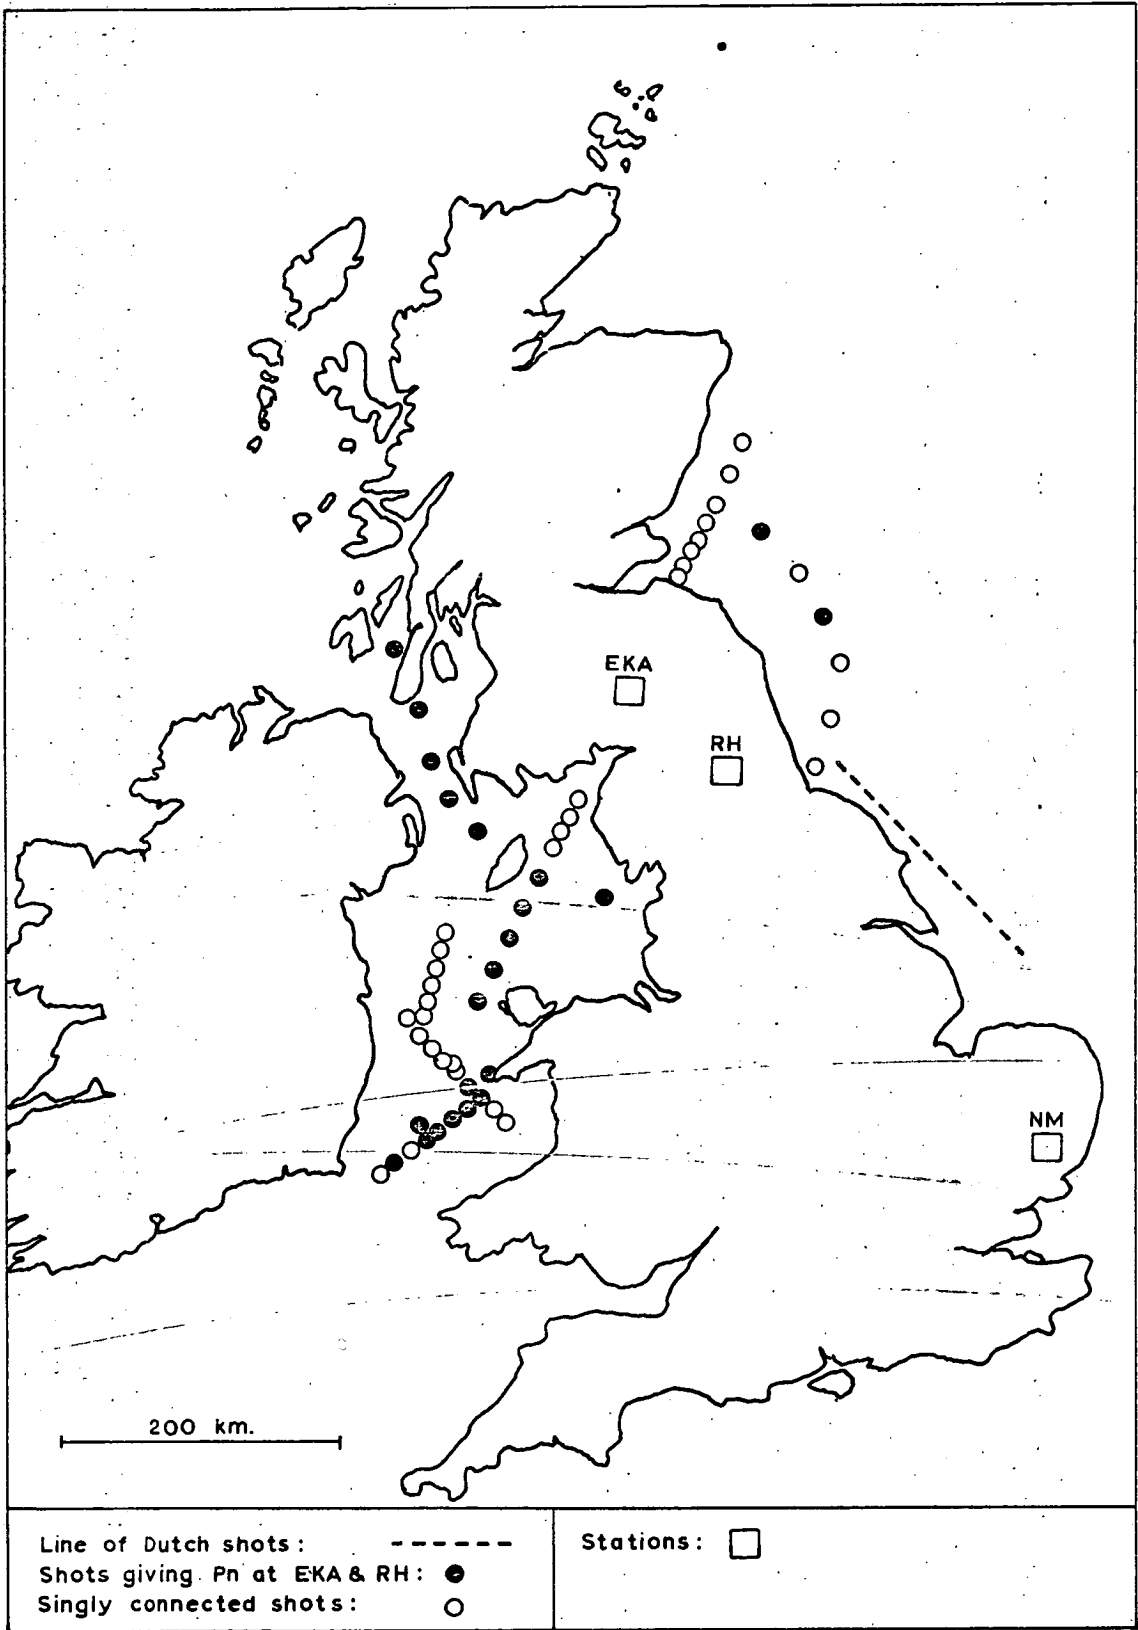 EKA
RH
NM
200 km.
Line of Dutch shots:
Shots giving Pn at EKA & RH:
Singly connected shots:
Stations: